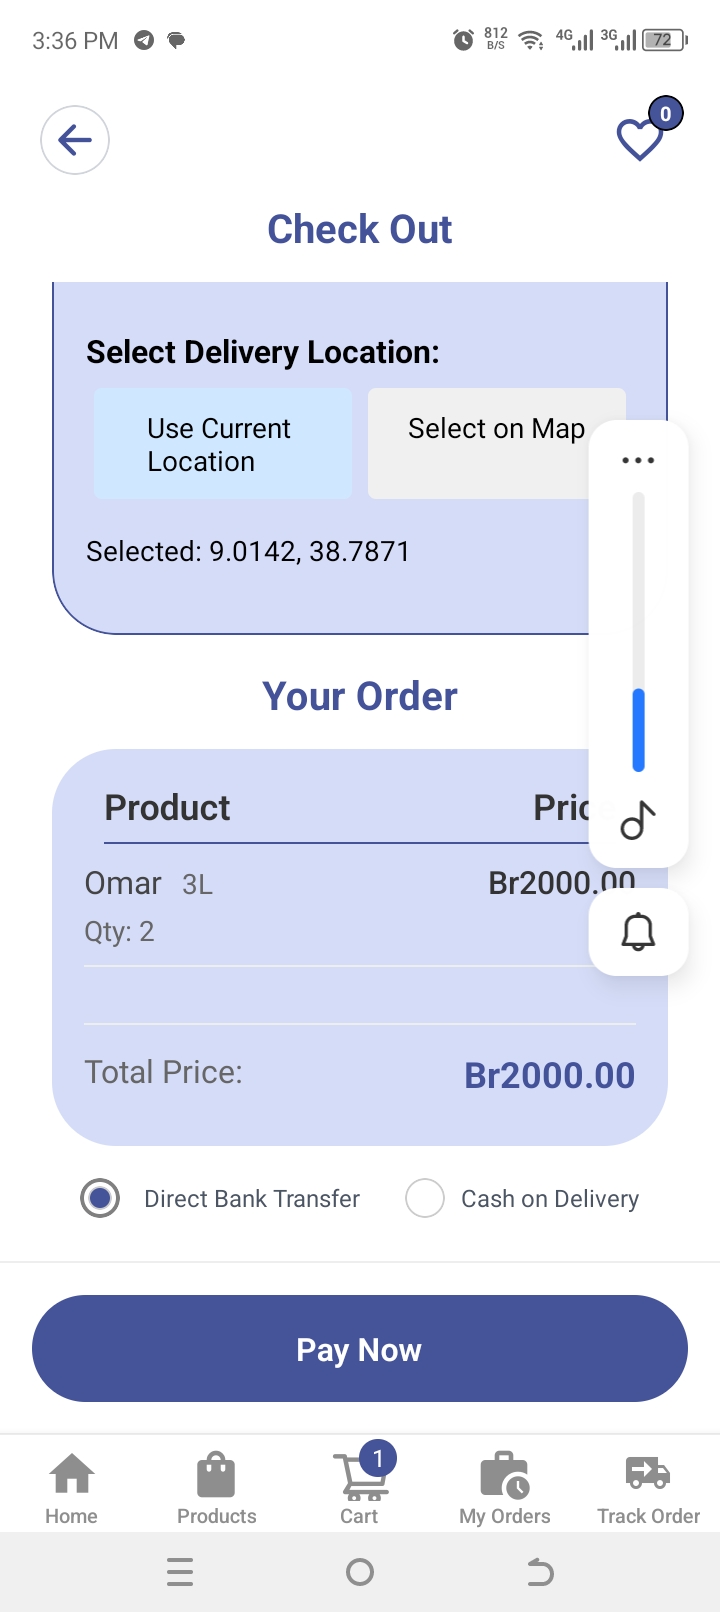 3:36 PM
812 B/S 4G 3G 72
0
Check Out
Select Delivery Location:
Use Current
Location
Select on Map
Selected: 9.0142, 38.7871
Your Order
Product Pric
Omar 3L Br2000.00
Qty: 2
Total Price: Br2000.00
Direct Bank Transfer Cash on Delivery
Pay Now
1
Home Products Cart My Orders Track Order